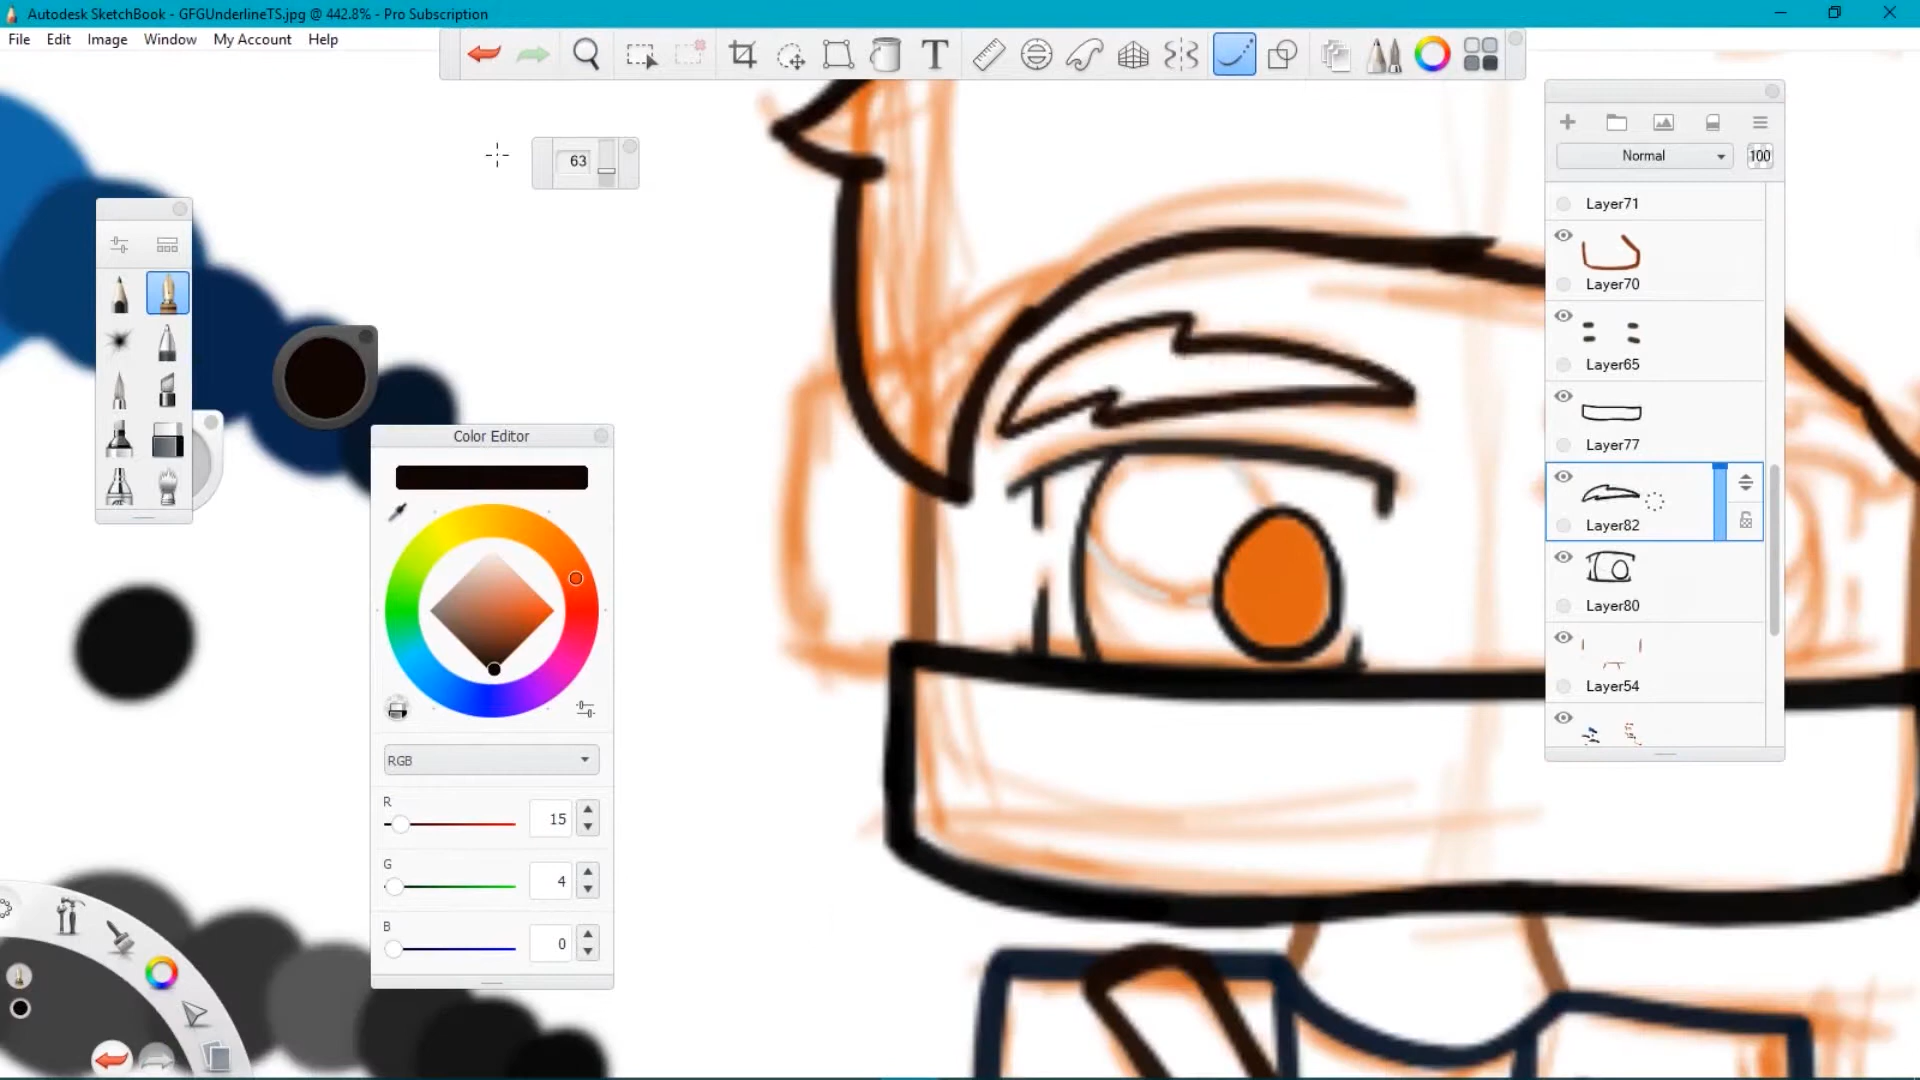 Autodesk SketchBook - GFGUnderlineTS.jpg @ 442.8% - Pro Subscription
File Edit Image Window My Account Help
T
63
Normal 100
Layer71
Layer70
Layer65
Layer77
Layer82
Layer80
Layer54
Color Editor
RGB
R
15
G
4
B
0